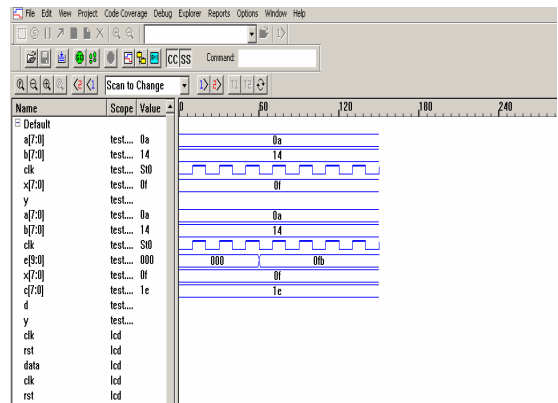 File Edit View Project Code Coverage Debug Explorer Reports Options Window Help
CC SS Command:
Scan to Change 1 2 T1 T2
Name Scope Value 0 60 120 180 240
Default
a[7:0] test.... 0a 0a
b[7:0] test.... 14 14
clk test.... St0
x[7:0] test.... 0f 0f
y test....
a[7:0] test.... 0a 0a
b[7:0] test.... 14 14
clk test.... St0
e[9:0] test.... 000 000 0fb
x[7:0] test.... 0f 0f
c[7:0] test.... 1e 1e
d test....
y test....
clk lcd
rst lcd
data lcd
clk lcd
rst lcd